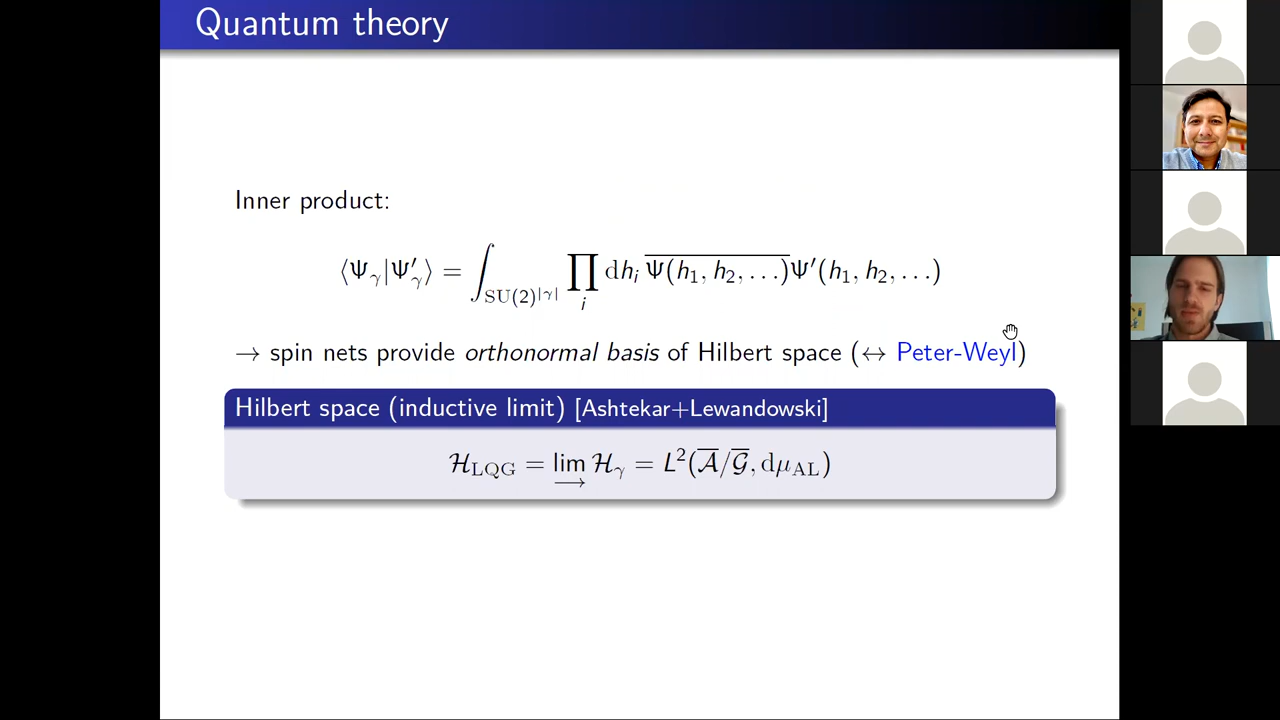 Quantum theory
Inner product:
⟨Ψ_γ|Ψ′_γ⟩ = ∫_{SU(2)^{|γ|}} ∏_i dh_i \overline{Ψ(h_1, h_2, …)}Ψ′(h_1, h_2, …)
→ spin nets provide orthonormal basis of Hilbert space (↔ Peter-Weyl)
Hilbert space (inductive limit) [Ashtekar+Lewandowski]
ℋ_LQG = \underset{→}{lim} ℋ_γ = L²(\overline{𝒜}/\overline{𝒢}, dμ_AL)